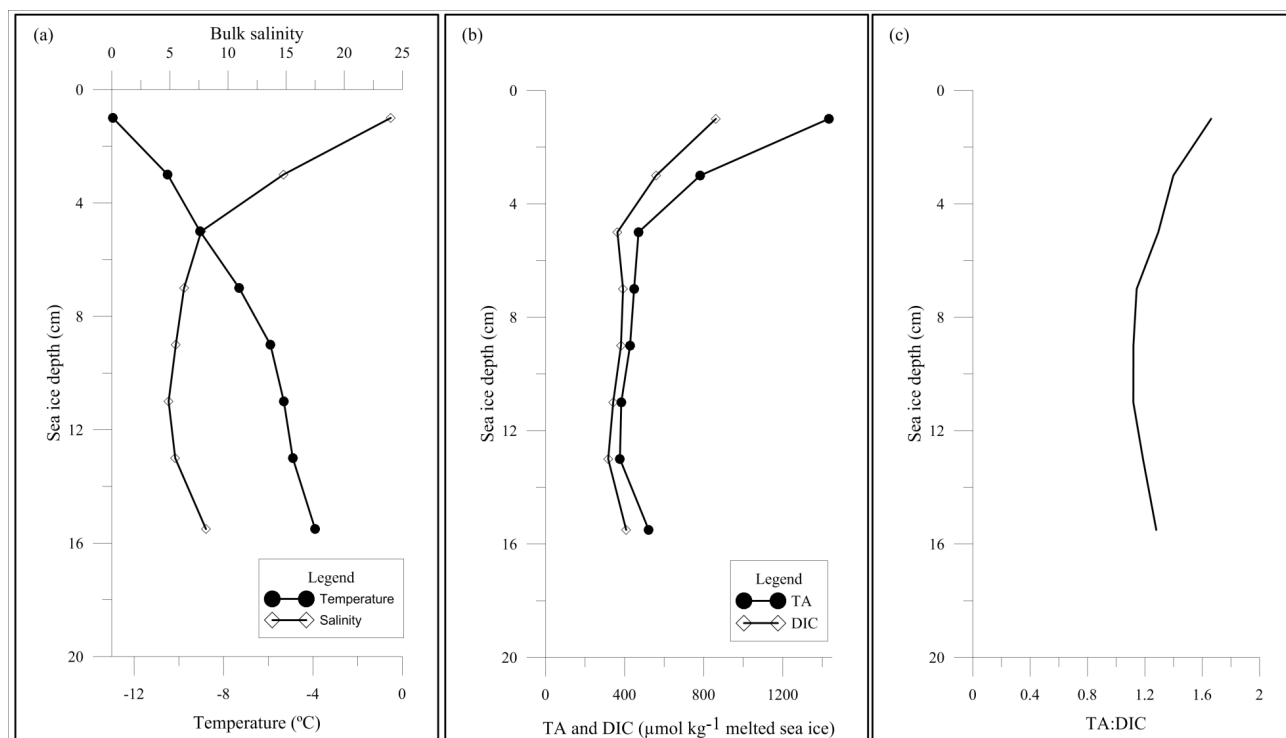 (a)
Bulk salinity
0 5 10 15 20 25
0
4
8
12
16
20
Sea ice depth (cm)
Legend
Temperature
Salinity
-12 -8 -4 0
Temperature (ºC)
(b)
0
4
8
12
16
20
Sea ice depth (cm)
Legend
TA
DIC
0 400 800 1200
TA and DIC (µmol kg-1 melted sea ice)
(c)
0
4
8
12
16
20
Sea ice depth (cm)
0 0.4 0.8 1.2 1.6 2
TA:DIC